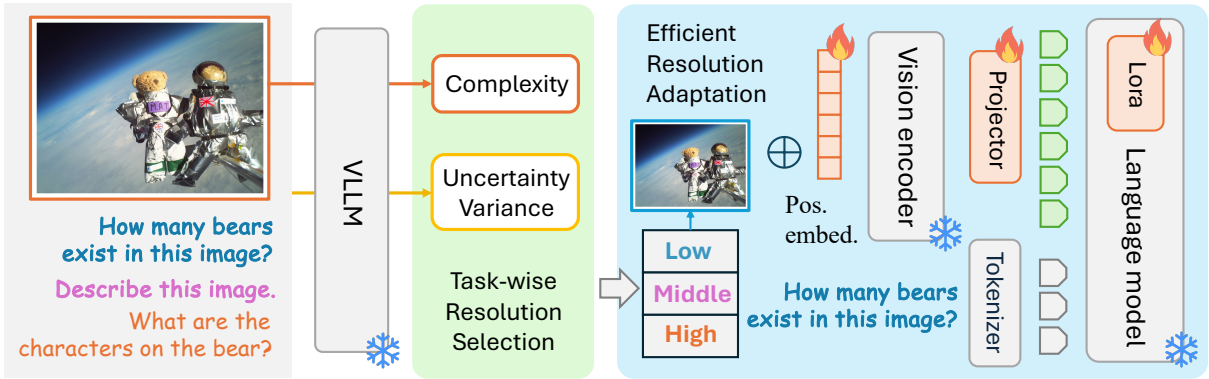 How many bears
exist in this image?
Describe this image.
What are the
characters on the bear?
VLLM
Complexity
Uncertainty
Variance
Task-wise
Resolution
Selection
Efficient
Resolution
Adaptation
Low
Middle
High
Pos.
embed.
How many bears
exist in this image?
Vision encoder
Projector
Tokenizer
Lora
Language model